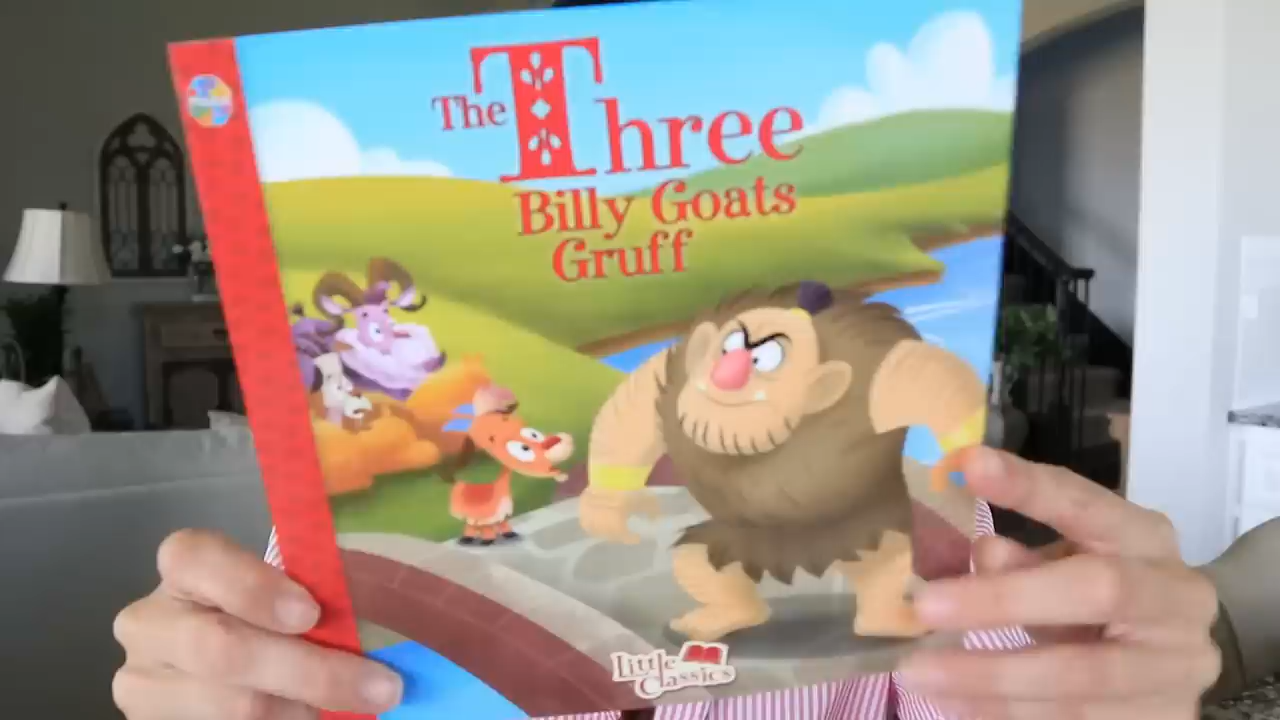 The Three
Billy Goats
Gruff
Little
Classics